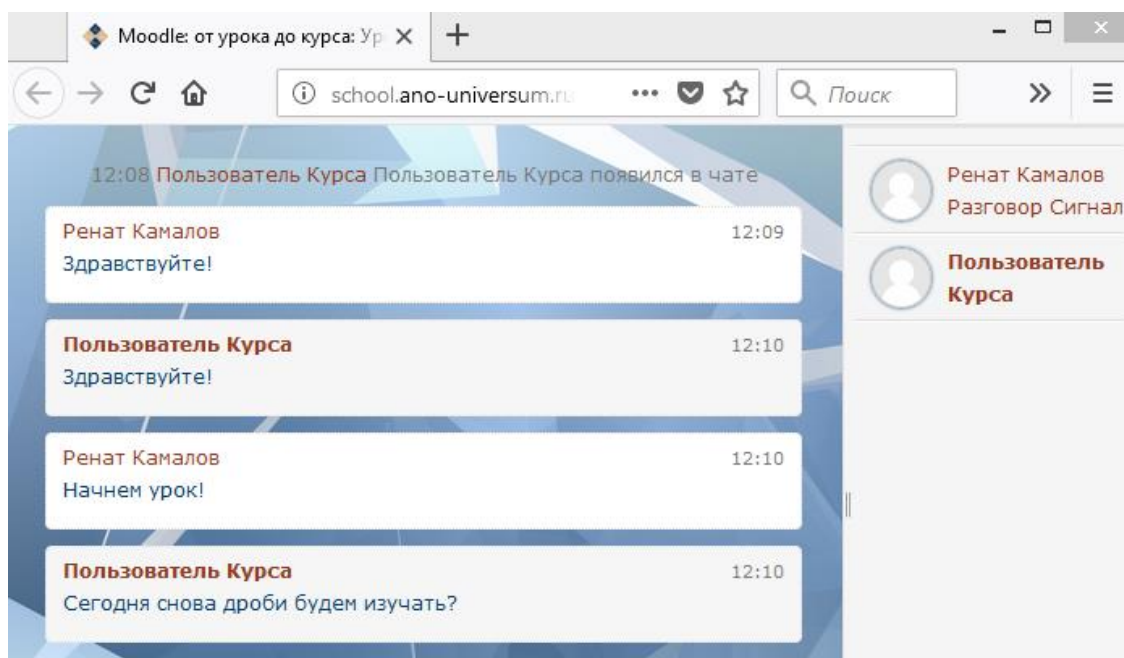 Moodle: от урока до курса: Ур
school.ano-universum.ru
Поиск
12:08 Пользователь Курса Пользователь Курса появился в чате
Ренат Камалов 12:09
Здравствуйте!
Пользователь Курса 12:10
Здравствуйте!
Ренат Камалов 12:10
Начнем урок!
Пользователь Курса 12:10
Сегодня снова дроби будем изучать?
Ренат Камалов
Разговор Сигнал
Пользователь
Курса